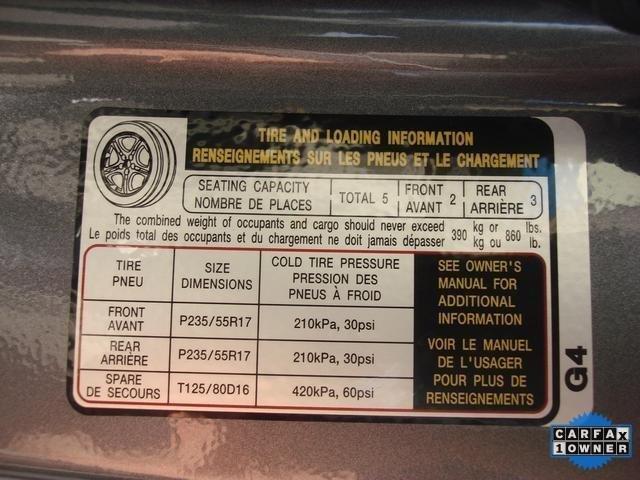 TIRE AND LOADING INFORMATION
RENSEIGNEMENTS SUR LES PNEUS ET LE CHARGEMENT
SEATING CAPACITY
NOMBRE DE PLACES
TOTAL 5
FRONT
AVANT 2
REAR
ARRIÈRE 3
The combined weight of occupants and cargo should never exceed 390 kg or 860 lbs.
Le poids total des occupants et du chargement ne doit jamais dépasser kg ou lb.
TIRE
PNEU
SIZE
DIMENSIONS
COLD TIRE PRESSURE
PRESSION DES
PNEUS À FROID
FRONT
AVANT
P235/55R17
210kPa, 30psi
REAR
ARRIÈRE
P235/55R17
210kPa, 30psi
SPARE
DE SECOURS
T125/80D16
420kPa, 60psi
SEE OWNER'S
MANUAL FOR
ADDITIONAL
INFORMATION
VOIR LE MANUEL
DE L'USAGER
POUR PLUS DE
RENSEIGNEMENTS
G4
CARFAX
1 OWNER